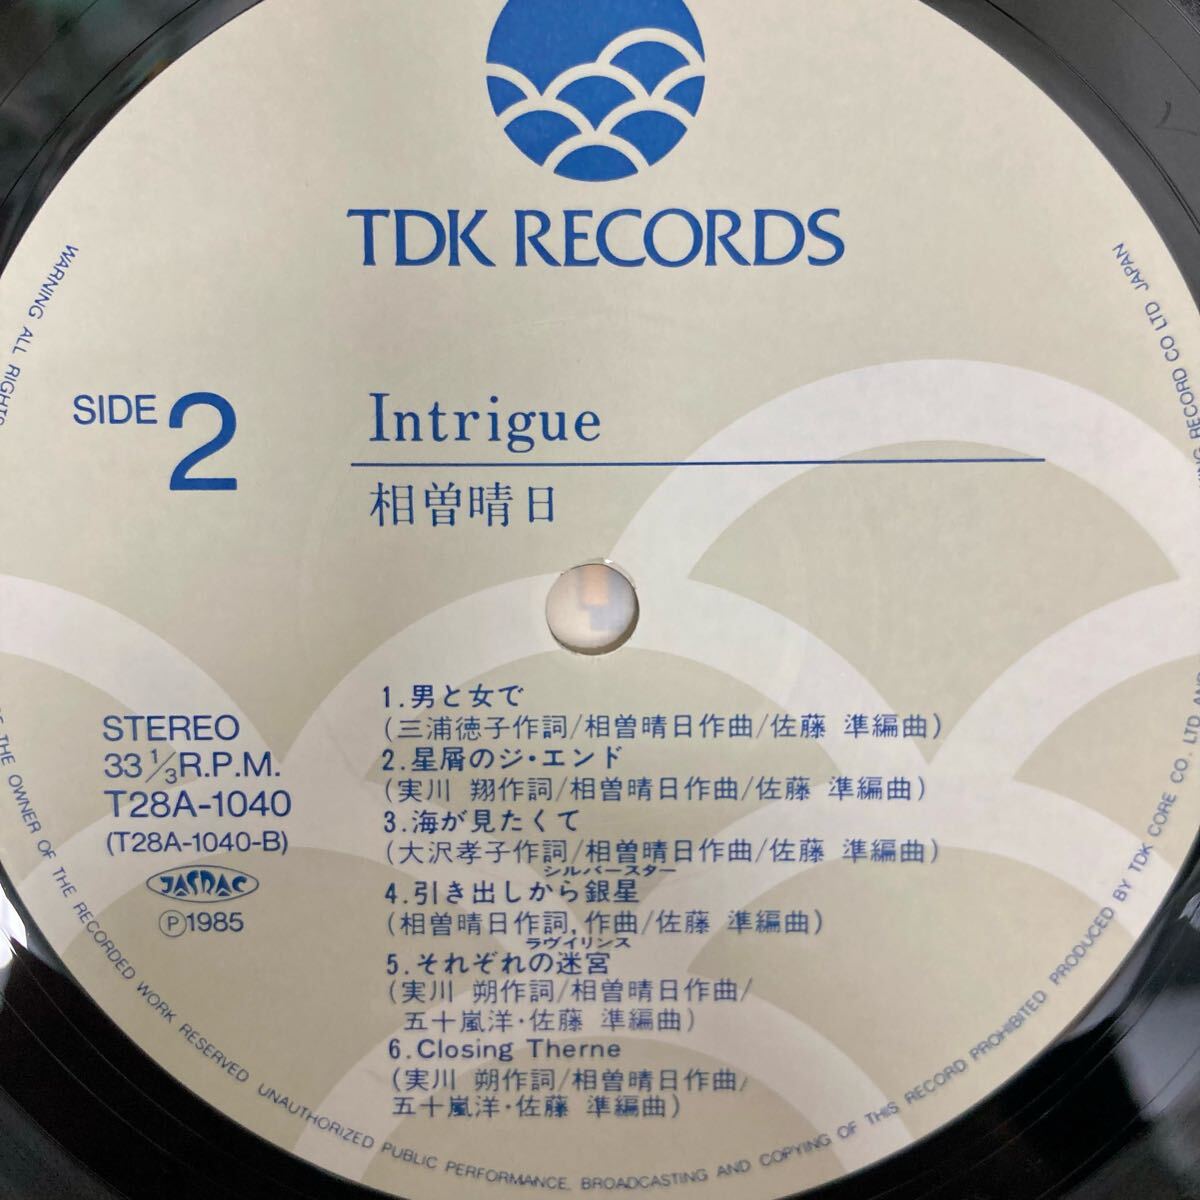 TDK RECORDS
SIDE 2
Intrigue
相曽晴日
STEREO
33 1/3 R.P.M.
T28A-1040
(T28A-1040-B)
JASRAC
Ⓟ1985
1.男と女で
(三浦徳子作詞/相曽晴日作曲/佐藤 準編曲)
2.星屑のジ・エンド
(実川 翔作詞/相曽晴日作曲/佐藤 準編曲)
3.海が見たくて
(大沢孝子作詞/相曽晴日作曲/佐藤 準編曲)
シルバースター
4.引き出しから銀星
(相曽晴日作詞,作曲/佐藤 準編曲)
ラヴイリンス
5.それぞれの迷宮
(実川 朔作詞/相曽晴日作曲/
五十嵐洋・佐藤 準編曲)
6.Closing Therne
(実川 朔作詞/相曽晴日作曲/
五十嵐洋・佐藤 準編曲)
WARNING ALL RIGHTS
THE OWNER OF THE RECORDED WORK RESERVED UNAUTHORIZED PUBLIC PERFORMANCE, BROADCASTING AND COPYING OF THIS RECORD PROHIBITED PRODUCED BY TDK CORE CO. LTD.
RECORD CO LTD JAPAN